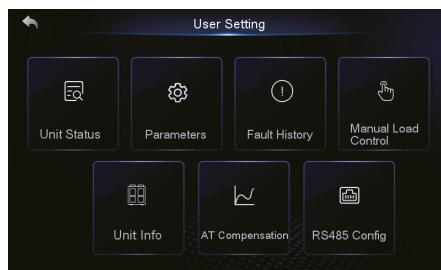 User Setting
Unit Status
Parameters
Fault History
Manual Load
Control
Unit Info
AT Compensation
RS485 Config